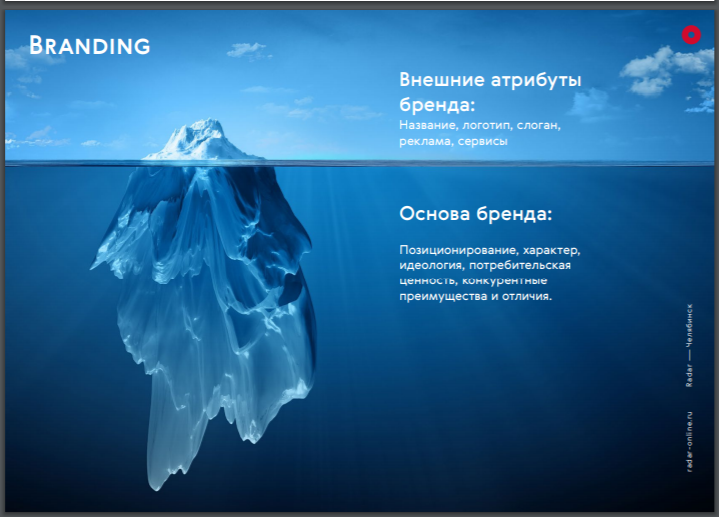 BRANDING
Внешние атрибуты
бренда:
Название, логотип, слоган,
реклама, сервисы
Основа бренда:
Позиционирование, характер,
идеология, потребительская
ценность, конкурентные
преимущества и отличия.
Radar — Челябинск
radar-online.ru